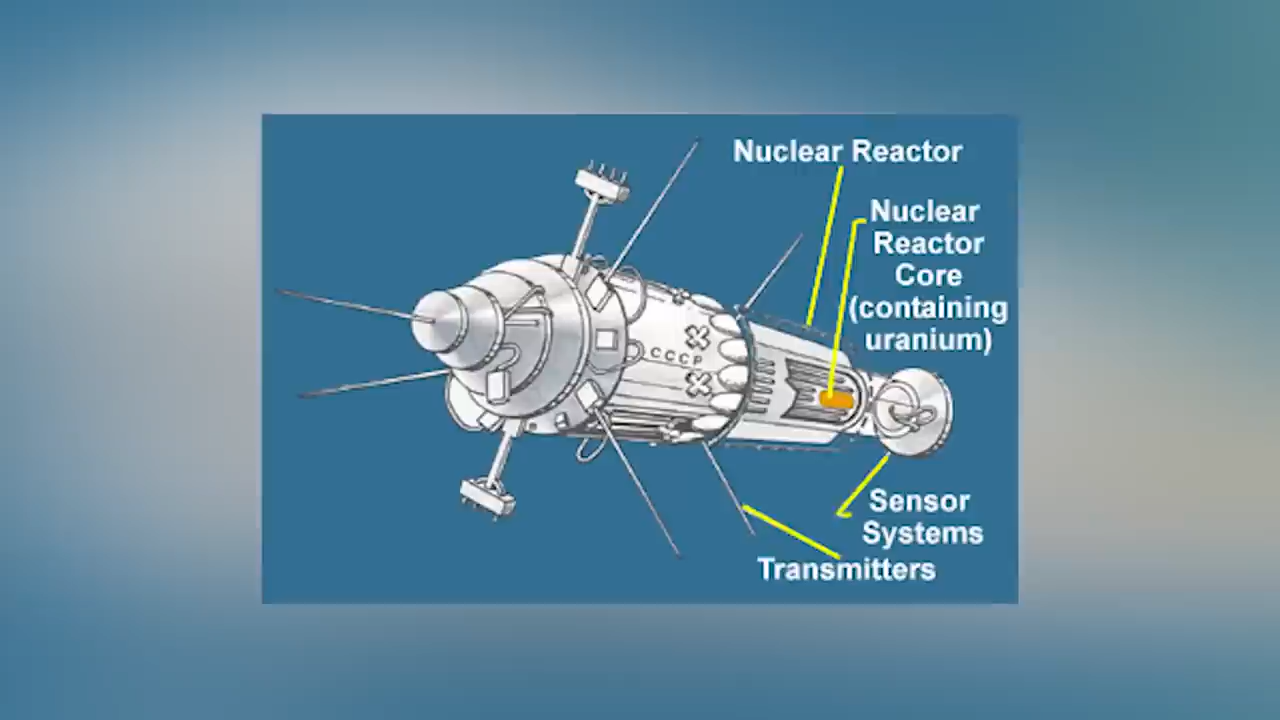 Nuclear Reactor
Nuclear
Reactor
Core
(containing
uranium)
CCCP
Sensor
Systems
Transmitters